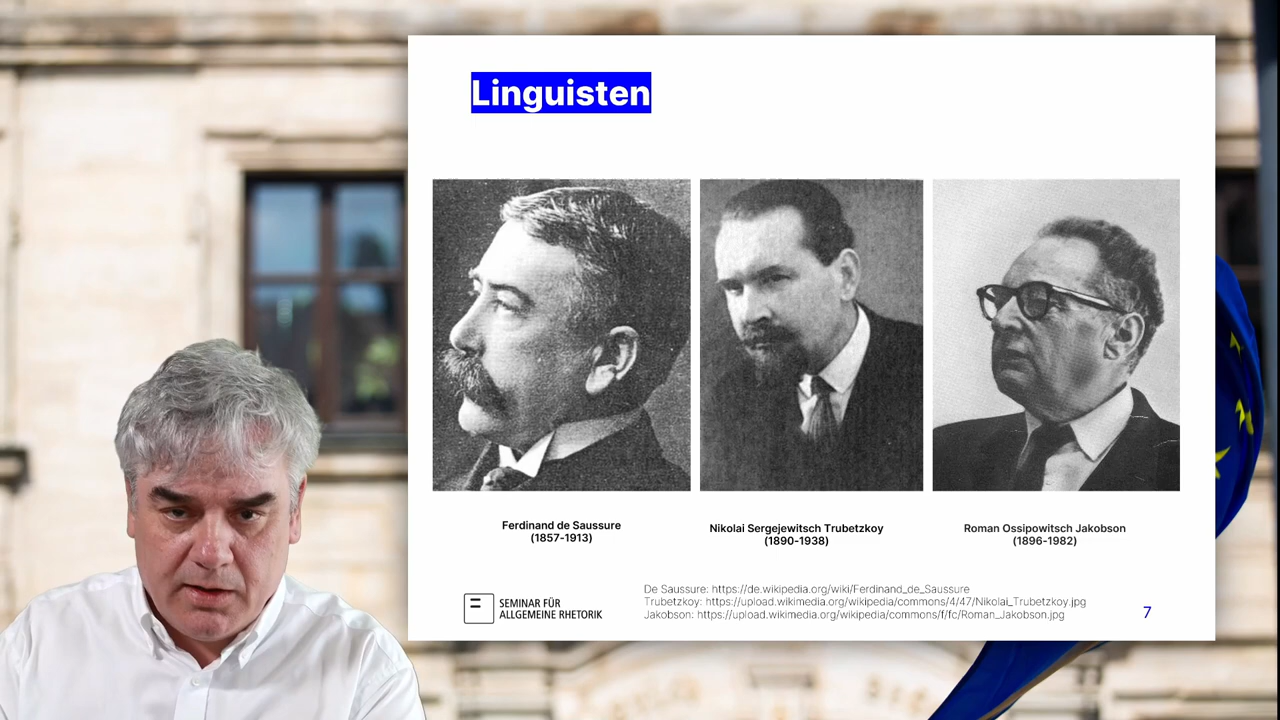 Linguisten
Ferdinand de Saussure
(1857-1913)
Nikolai Sergejewitsch Trubetzkoy
(1890-1938)
Roman Ossipowitsch Jakobson
(1896-1982)
SEMINAR FÜR
ALLGEMEINE RHETORIK
De Saussure: https://de.wikipedia.org/wiki/Ferdinand_de_Saussure
Trubetzkoy: https://upload.wikimedia.org/wikipedia/commons/4/47/Nikolai_Trubetzkoy.jpg
Jakobson: https://upload.wikimedia.org/wikipedia/commons/f/fc/Roman_Jakobson.jpg
7